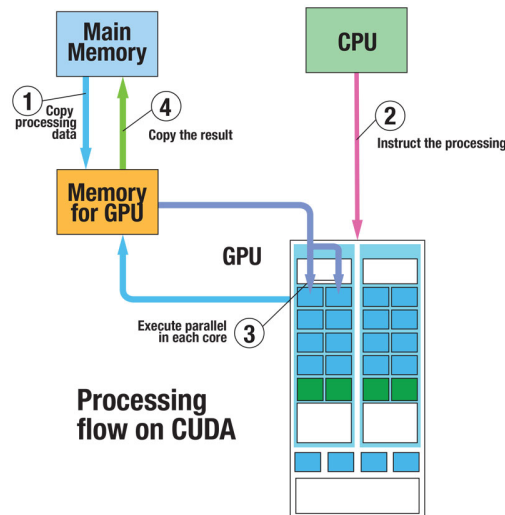 Main
Memory
CPU
1
Copy
processing
data
4
Copy the result
2
Instruct the processing
Memory
for GPU
GPU
Execute parallel
in each core
3
Processing
flow on CUDA